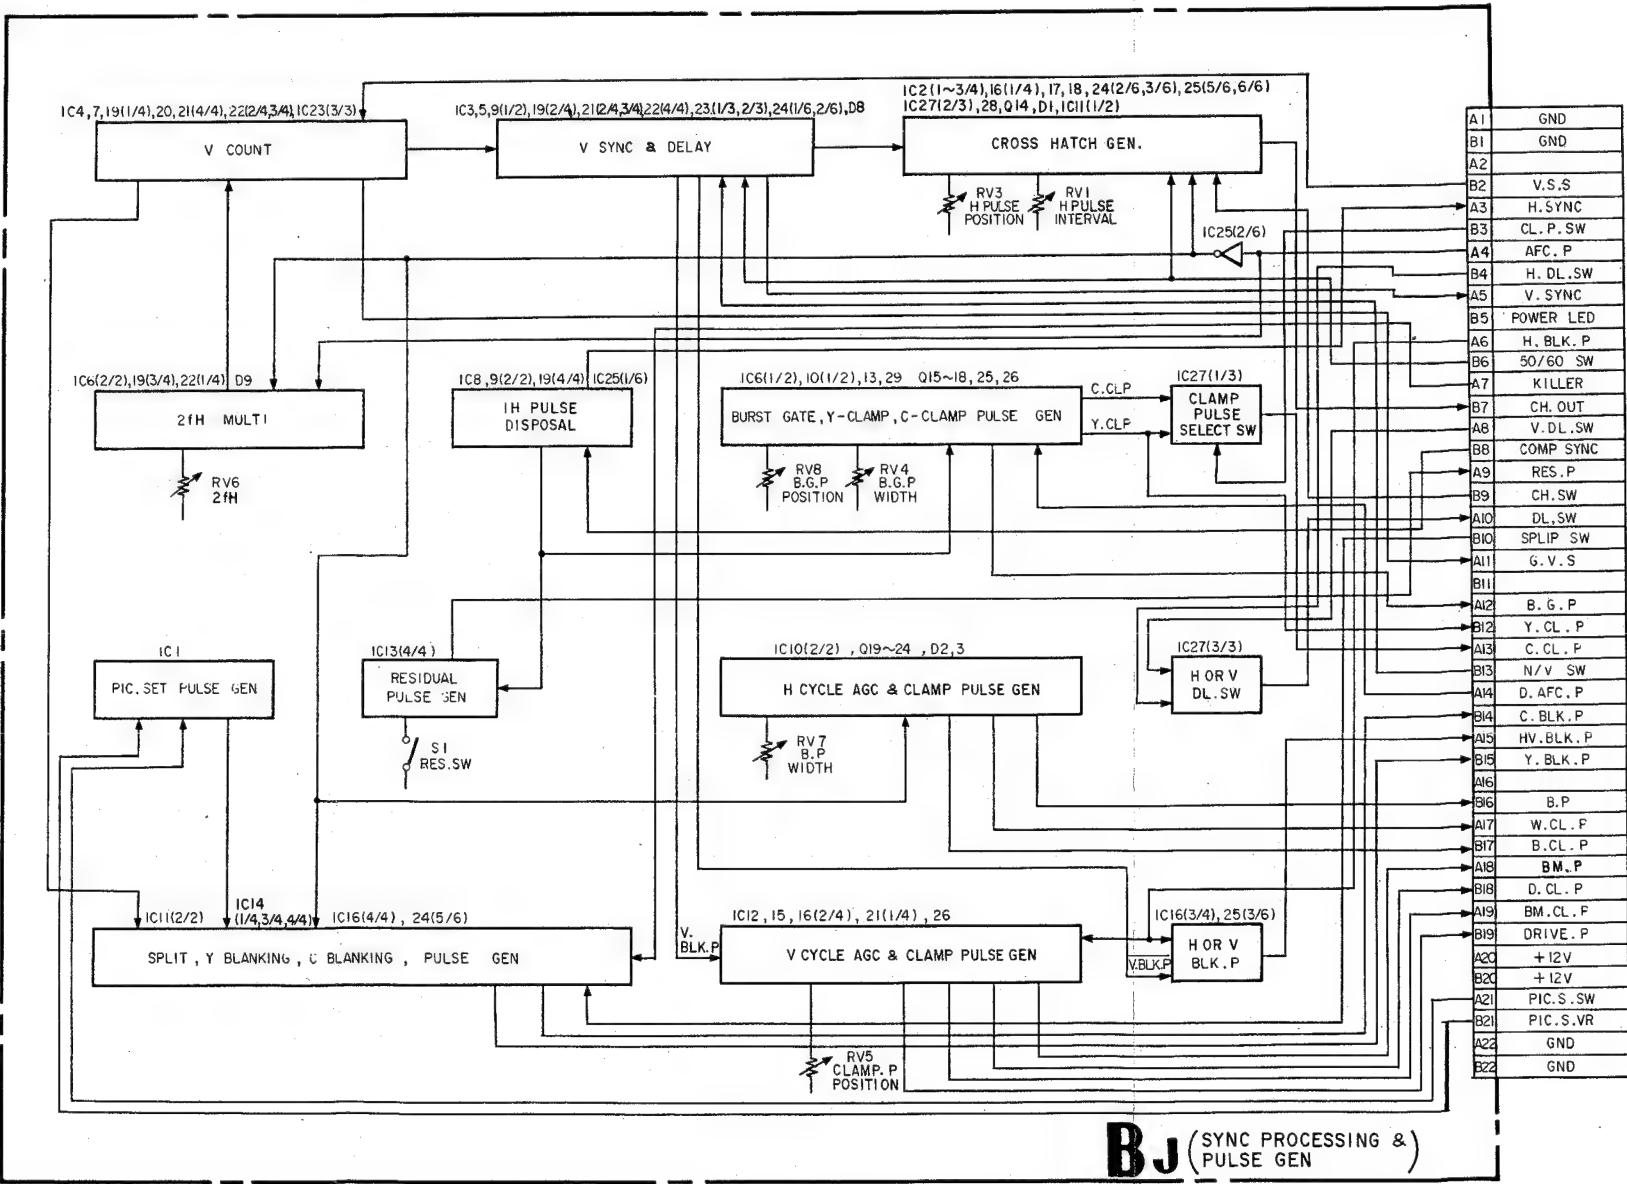 IC4,7,19(1/4),20,21(4/4),22(2/4,3/4),IC23(3/3)
V COUNT
IC3,5,9(1/2),19(2/4),21(2/4,3/4),22(4/4),23(1/3,2/3),24(1/6,2/6),D8
V SYNC & DELAY
IC2(1~3/4),16(1/4),17,18,24(2/6,3/6),25(5/6,6/6)
IC27(2/3),28,Q14,D1,IC11(1/2)
CROSS HATCH GEN.
RV3
H PULSE
POSITION
RV1
H PULSE
INTERVAL
IC25(2/6)
IC6(2/2),19(3/4),22(1/4) D9
2fH MULTI
RV6
2fH
IC8,9(2/2),19(4/4) IC25(1/6)
1H PULSE
DISPOSAL
IC6(1/2),10(1/2),13,29 Q15~18,25,26
BURST GATE,Y-CLAMP,C-CLAMP PULSE GEN
C.CLP
Y.CLP
IC27(1/3)
CLAMP
PULSE
SELECT SW
RV8
B.G.P
POSITION
RV4
B.G.P
WIDTH
IC1
PIC.SET PULSE GEN
IC13(4/4)
RESIDUAL
PULSE GEN
S1
RES.SW
IC10(2/2) ,Q19~24 ,D2,3
H CYCLE AGC & CLAMP PULSE GEN
RV7
B.P
WIDTH
IC27(3/3)
H OR V
DL.SW
IC11(2/2)
IC14
(1/4,3/4,4/4)
IC16(4/4) , 24(5/6)
SPLIT , Y BLANKING , C BLANKING , PULSE GEN
V.
BLK.P
IC12,15,16(2/4), 21(1/4) , 26
V CYCLE AGC & CLAMP PULSE GEN
RV5
CLAMP.P
POSITION
V.BLK.P
IC16(3/4), 25(3/6)
H OR V
BLK.P
A1 GND
B1 GND
A2
B2 V.S.S
A3 H.SYNC
B3 CL.P.SW
A4 AFC.P
B4 H.DL.SW
A5 V.SYNC
B5 POWER LED
A6 H.BLK.P
B6 50/60 SW
A7 KILLER
B7 CH.OUT
A8 V.DL.SW
B8 COMP SYNC
A9 RES.P
B9 CH.SW
A10 DL,SW
B10 SPLIP SW
A11 G.V.S
B11
A12 B.G.P
B12 Y.CL.P
A13 C.CL.P
B13 N/V SW
A14 D.AFC.P
B14 C.BLK.P
A15 HV.BLK.P
B15 Y.BLK.P
A16
B16 B.P
A17 W.CL.P
B17 B.CL.P
A18 BM.P
B18 D.CL.P
A19 BM.CL.P
B19 DRIVE.P
A20 +12V
B20 +12V
A21 PIC.S.SW
B21 PIC.S.VR
A22 GND
B22 GND
BJ (SYNC PROCESSING &
PULSE GEN)